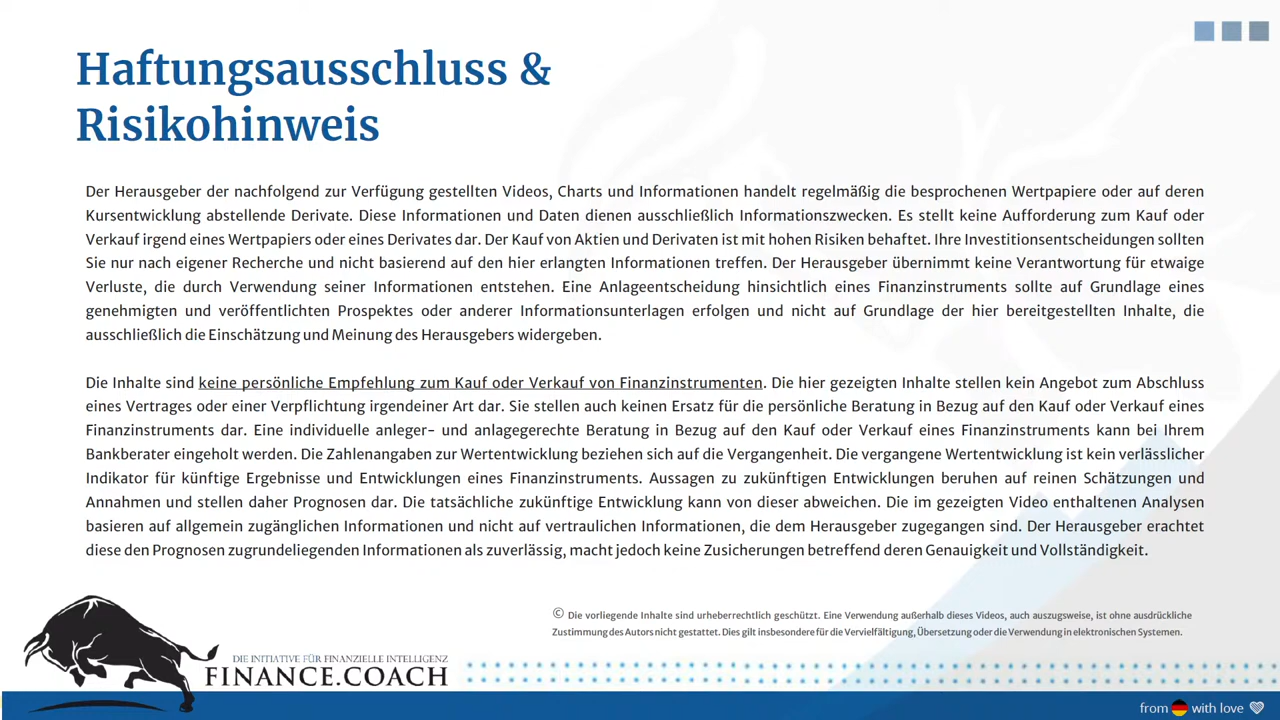 Haftungsausschluss &
Risikohinweis
Der Herausgeber der nachfolgend zur Verfügung gestellten Videos, Charts und Informationen handelt regelmäßig die besprochenen Wertpapiere oder auf deren
Kursentwicklung abstellende Derivate. Diese Informationen und Daten dienen ausschließlich Informationszwecken. Es stellt keine Aufforderung zum Kauf oder
Verkauf irgend eines Wertpapiers oder eines Derivates dar. Der Kauf von Aktien und Derivaten ist mit hohen Risiken behaftet. Ihre Investitionsentscheidungen sollten
Sie nur nach eigener Recherche und nicht basierend auf den hier erlangten Informationen treffen. Der Herausgeber übernimmt keine Verantwortung für etwaige
Verluste, die durch Verwendung seiner Informationen entstehen. Eine Anlageentscheidung hinsichtlich eines Finanzinstruments sollte auf Grundlage eines
genehmigten und veröffentlichten Prospektes oder anderer Informationsunterlagen erfolgen und nicht auf Grundlage der hier bereitgestellten Inhalte, die
ausschließlich die Einschätzung und Meinung des Herausgebers widergeben.
Die Inhalte sind keine persönliche Empfehlung zum Kauf oder Verkauf von Finanzinstrumenten. Die hier gezeigten Inhalte stellen kein Angebot zum Abschluss
eines Vertrages oder einer Verpflichtung irgendeiner Art dar. Sie stellen auch keinen Ersatz für die persönliche Beratung in Bezug auf den Kauf oder Verkauf eines
Finanzinstruments dar. Eine individuelle anleger- und anlagegerechte Beratung in Bezug auf den Kauf oder Verkauf eines Finanzinstruments kann bei Ihrem
Bankberater eingeholt werden. Die Zahlenangaben zur Wertentwicklung beziehen sich auf die Vergangenheit. Die vergangene Wertentwicklung ist kein verlässlicher
Indikator für künftige Ergebnisse und Entwicklungen eines Finanzinstruments. Aussagen zu zukünftigen Entwicklungen beruhen auf reinen Schätzungen und
Annahmen und stellen daher Prognosen dar. Die tatsächliche zukünftige Entwicklung kann von dieser abweichen. Die im gezeigten Video enthaltenen Analysen
basieren auf allgemein zugänglichen Informationen und nicht auf vertraulichen Informationen, die dem Herausgeber zugegangen sind. Der Herausgeber erachtet
diese den Prognosen zugrundeliegenden Informationen als zuverlässig, macht jedoch keine Zusicherungen betreffend deren Genauigkeit und Vollständigkeit.
© Die vorliegende Inhalte sind urheberrechtlich geschützt. Eine Verwendung außerhalb dieses Videos, auch auszugsweise, ist ohne ausdrückliche
Zustimmung des Autors nicht gestattet. Dies gilt insbesondere für die Vervielfältigung, Übersetzung oder die Verwendung in elektronischen Systemen.
DIE INITIATIVE FÜR FINANZIELLE INTELLIGENZ
FINANCE.COACH
from with love